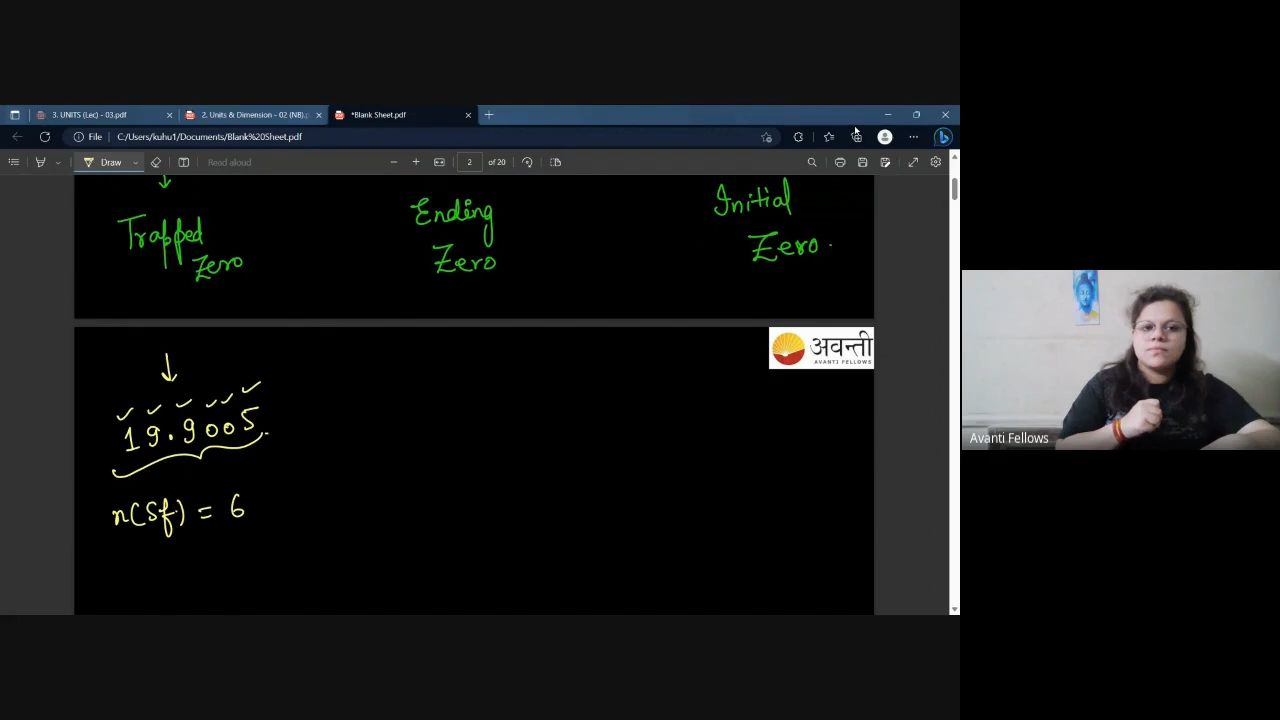 3. UNITS (Lec) - 03.pdf
2. Units & Dimension - 02 (NB).p
*Blank Sheet.pdf
File
C:/Users/kuhu1/Documents/Blank%20Sheet.pdf
Draw
Read aloud
2
of 20
Trapped
Zero
Ending
Zero
Initial
Zero.
अवन्ती
AVANTI FELLOWS
19.9005
n(Sf) = 6
Avanti Fellows